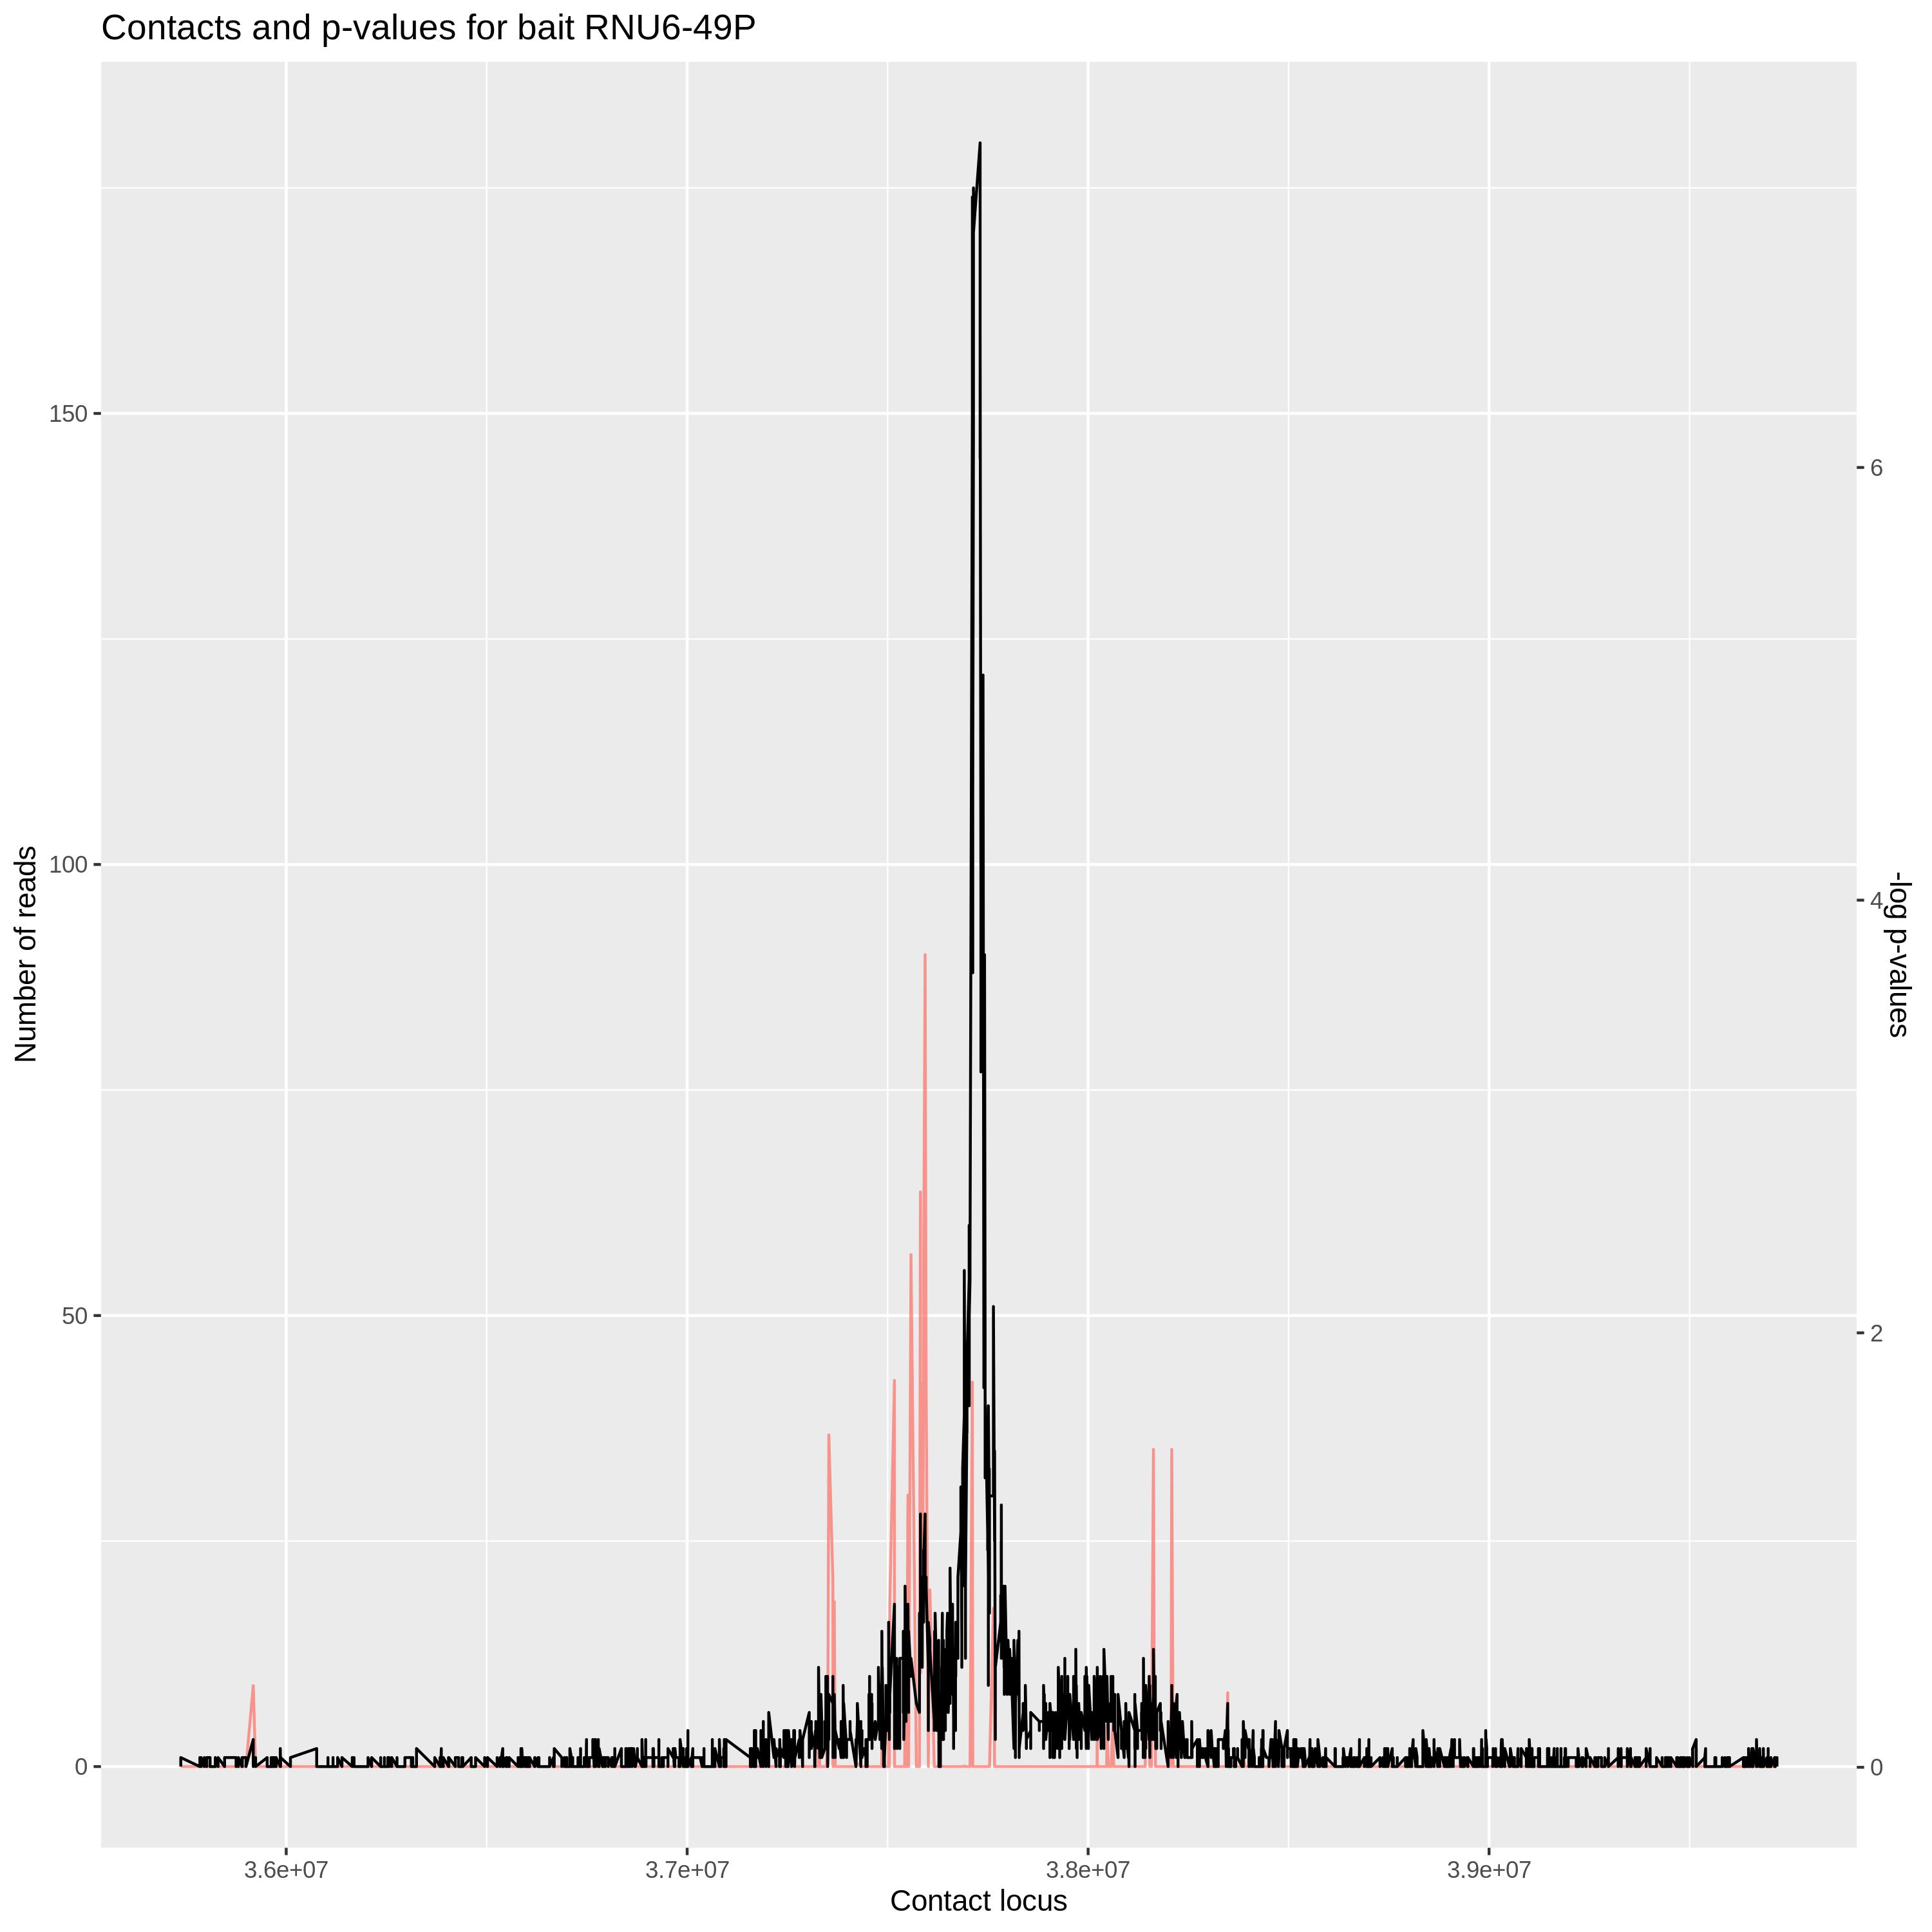 Contacts and p-values for bait RNU6-49P
150
100
50
0
Number of reads
6
4
2
0
-log p-values
3.6e+07
3.7e+07
3.8e+07
3.9e+07
Contact locus